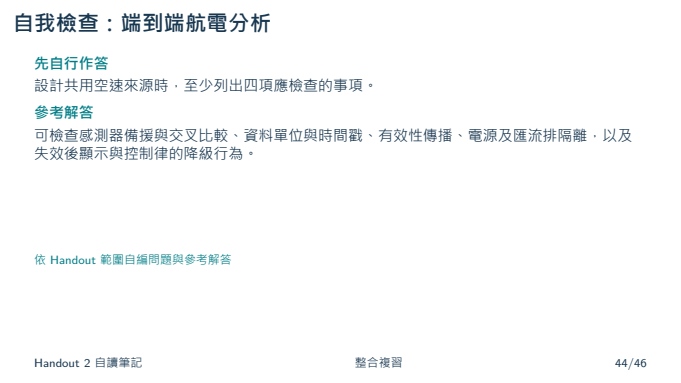 自我檢查：端到端航電分析
先自行作答
設計共用空速來源時，至少列出四項應檢查的事項。
參考解答
可檢查感測器備援與交叉比較、資料單位與時間戳、有效性傳播、電源及匯流排隔離，以及
失效後顯示與控制律的降級行為。
依 Handout 範圍自編問題與參考解答
Handout 2 自讀筆記
整合複習
44/46